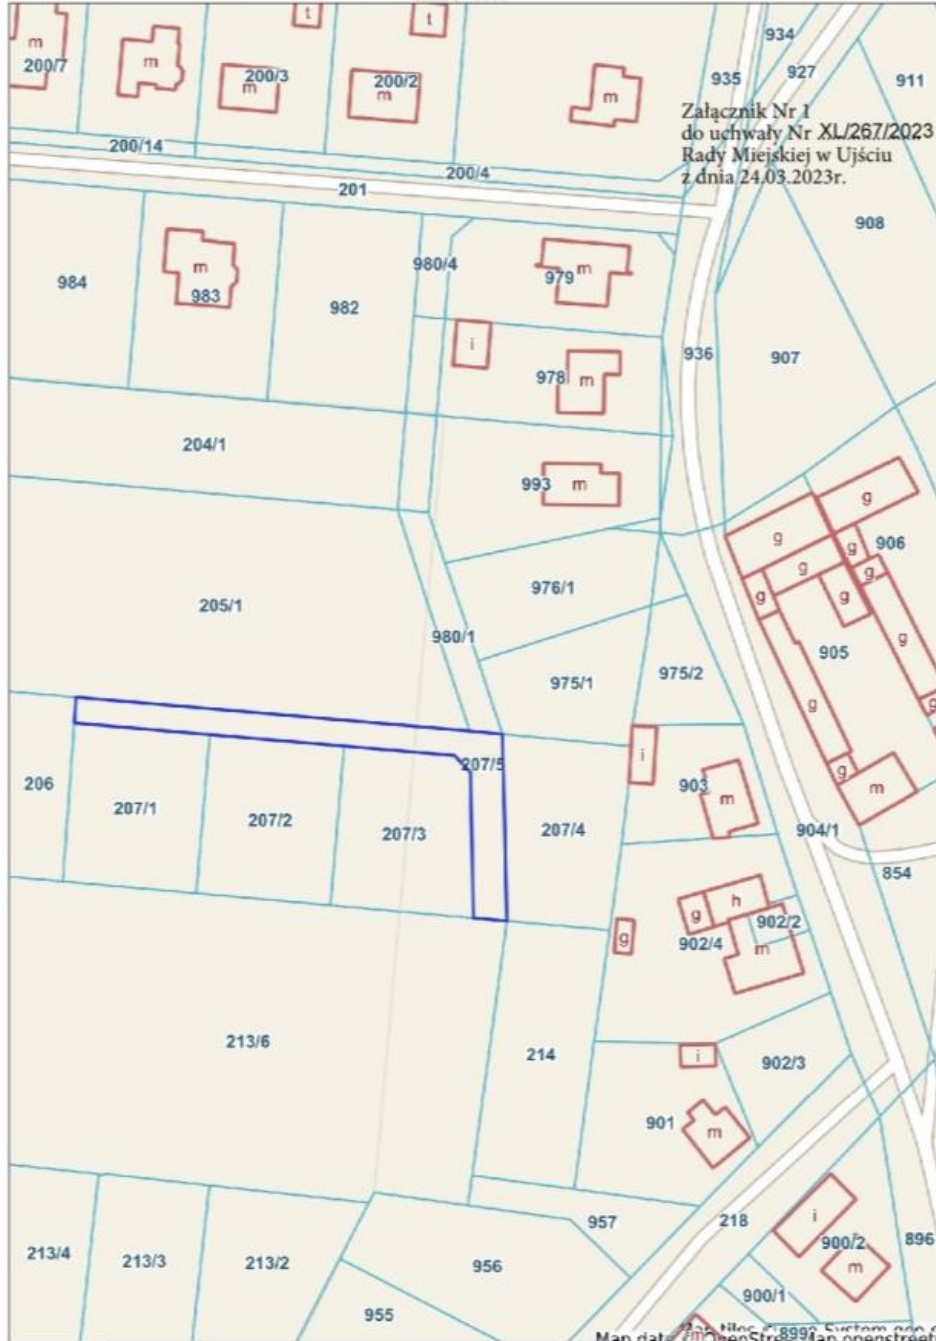 t
t
934
m
m
200/7
200/3
m
200/2
m
m
935
927
911
Załącznik Nr 1
do uchwały Nr XL/267/2023
Rady Miejskiej w Ujściu
z dnia 24.03.2023r.
200/14
200/4
201
908
984
m
983
982
980/4
m
979
i
978
m
936
907
204/1
993
m
g
g
g
g
906
g
g
g
g
205/1
976/1
980/1
905
975/1
975/2
g
g
206
207/5
i
903
m
g
m
207/1
207/2
207/3
207/4
904/1
854
g
h
902/2
g
902/4
m
213/6
214
i
902/3
901
m
213/4
213/3
213/2
957
218
i
900/2
896
956
m
955
900/1
m
899
Map data